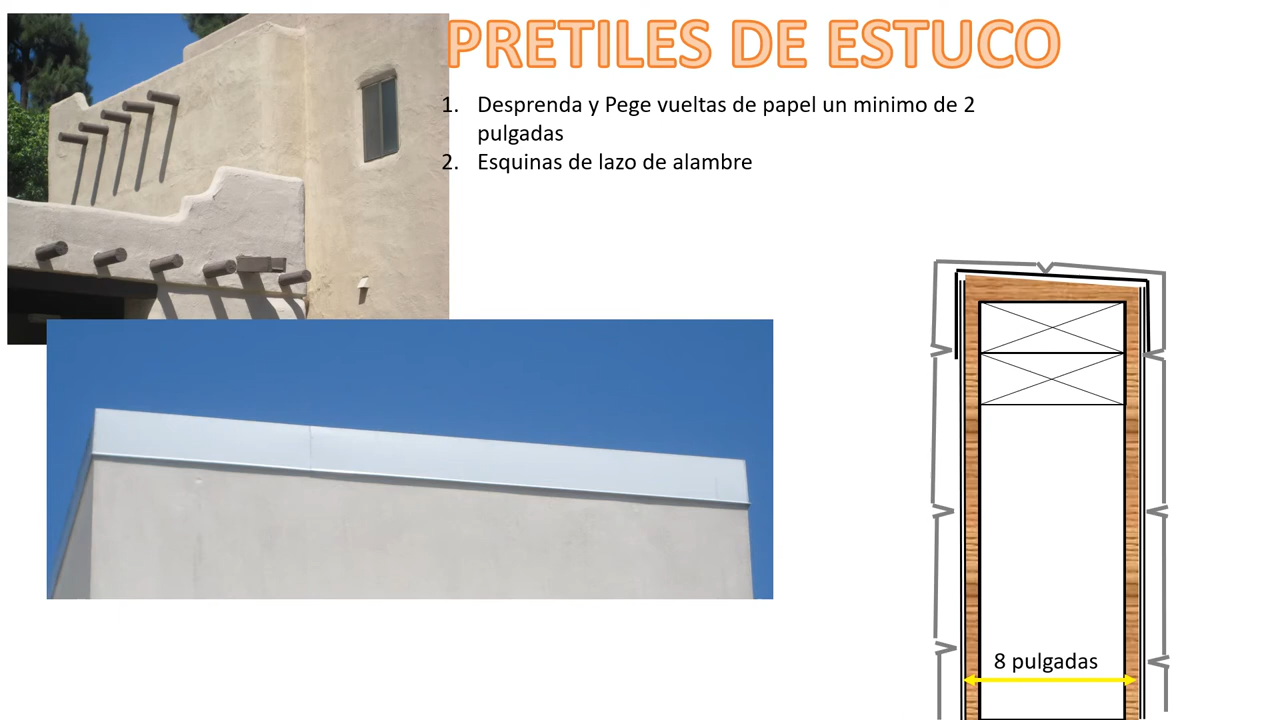 PRETILES DE ESTUCO
1. Desprenda y Pege vueltas de papel un minimo de 2
pulgadas
2. Esquinas de lazo de alambre
8 pulgadas